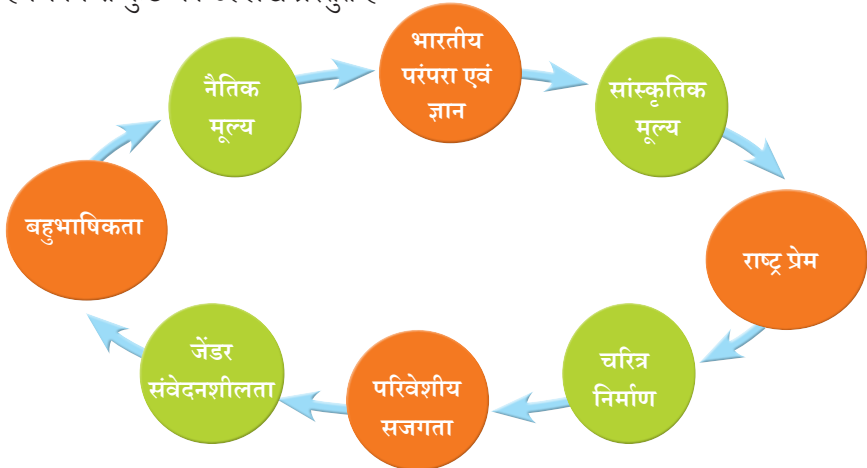 नैतिक
मूल्य
भारतीय
परंपरा एवं
ज्ञान
सांस्कृतिक
मूल्य
राष्ट्र प्रेम
चरित्र
निर्माण
परिवेशीय
सजगता
जेंडर
संवेदनशीलता
बहुभाषिकता